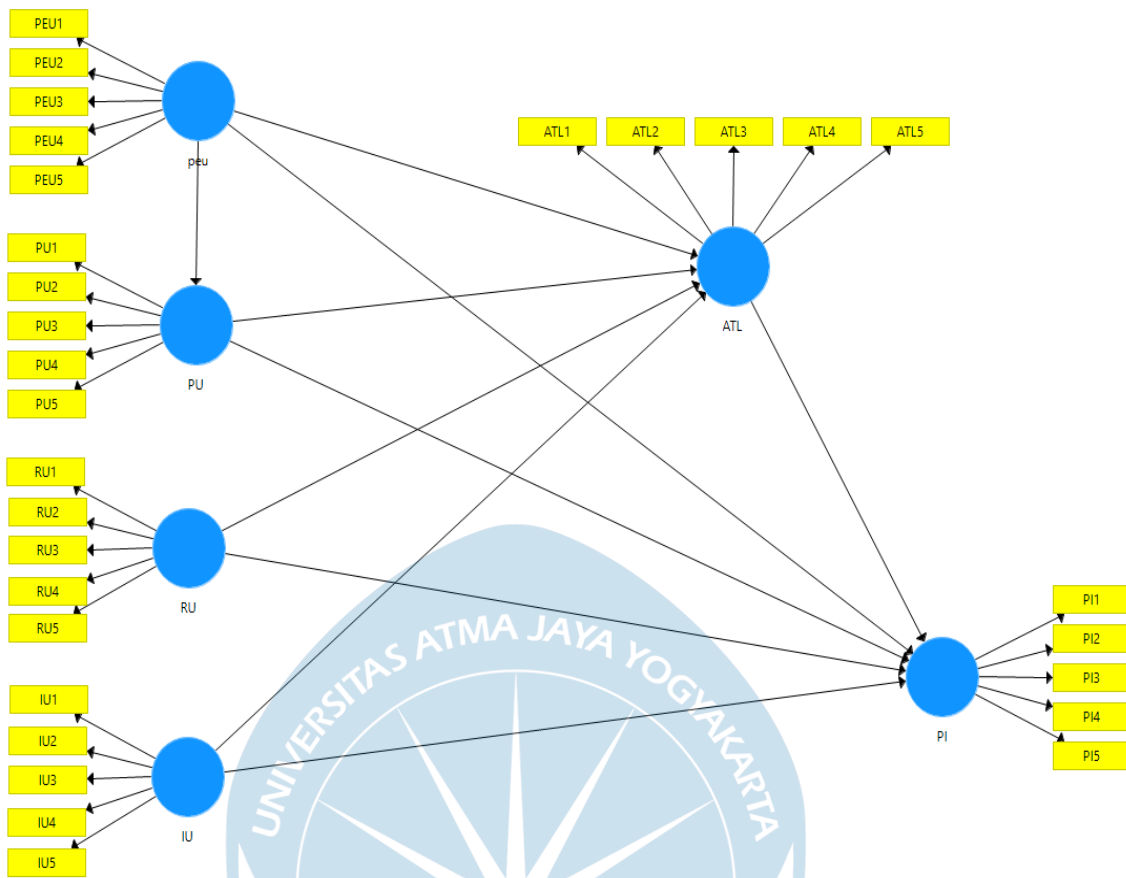 PEU1
PEU2
PEU3
PEU4
PEU5
peu
ATL1
ATL2
ATL3
ATL4
ATL5
ATL
PU1
PU2
PU3
PU4
PU5
PU
RU1
RU2
RU3
RU4
RU5
RU
PI1
PI2
PI3
PI4
PI5
PI
IU1
IU2
IU3
IU4
IU5
IU
UNIVERSITAS ATMA JAYA YOGYAKARTA